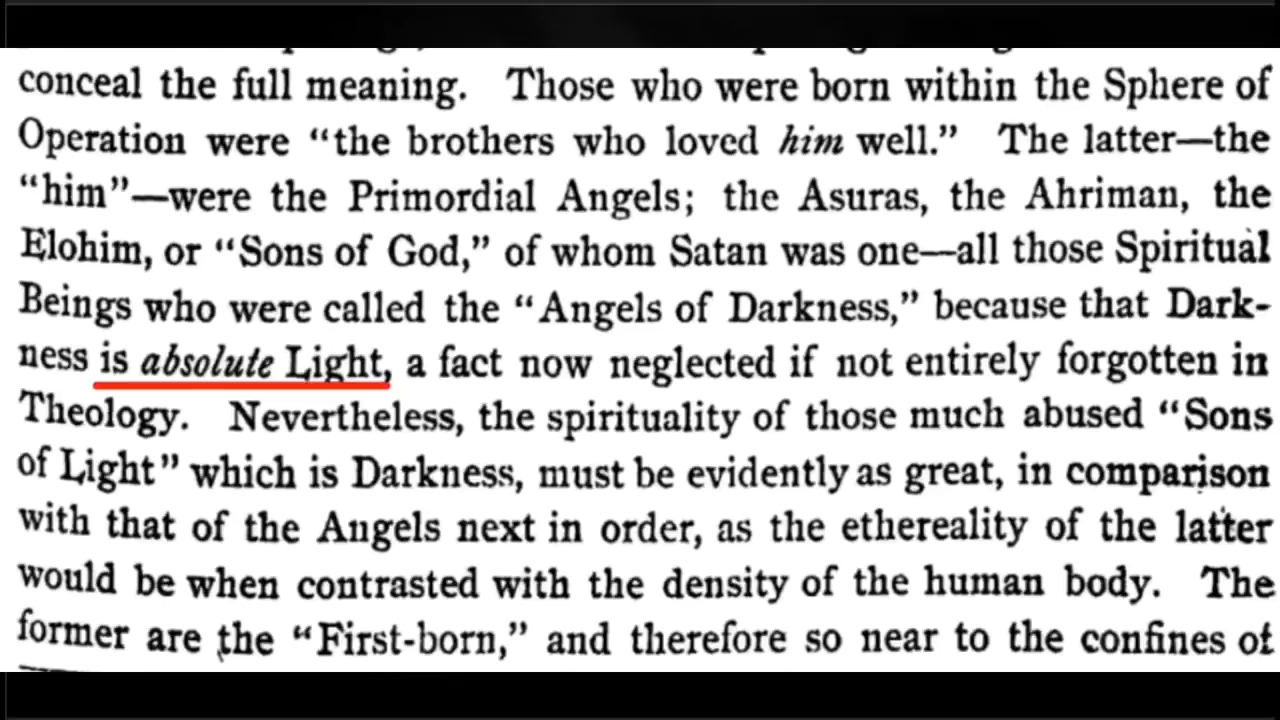 conceal the full meaning. Those who were born within the Sphere of
Operation were “the brothers who loved him well.” The latter—the
“him”—were the Primordial Angels; the Asuras, the Ahriman, the
Elohim, or “Sons of God,” of whom Satan was one—all those Spiritual
Beings who were called the “Angels of Darkness,” because that Dark-
ness is absolute Light, a fact now neglected if not entirely forgotten in
Theology. Nevertheless, the spirituality of those much abused “Sons
of Light” which is Darkness, must be evidently as great, in comparison
with that of the Angels next in order, as the ethereality of the latter
would be when contrasted with the density of the human body. The
former are the “First-born,” and therefore so near to the confines of